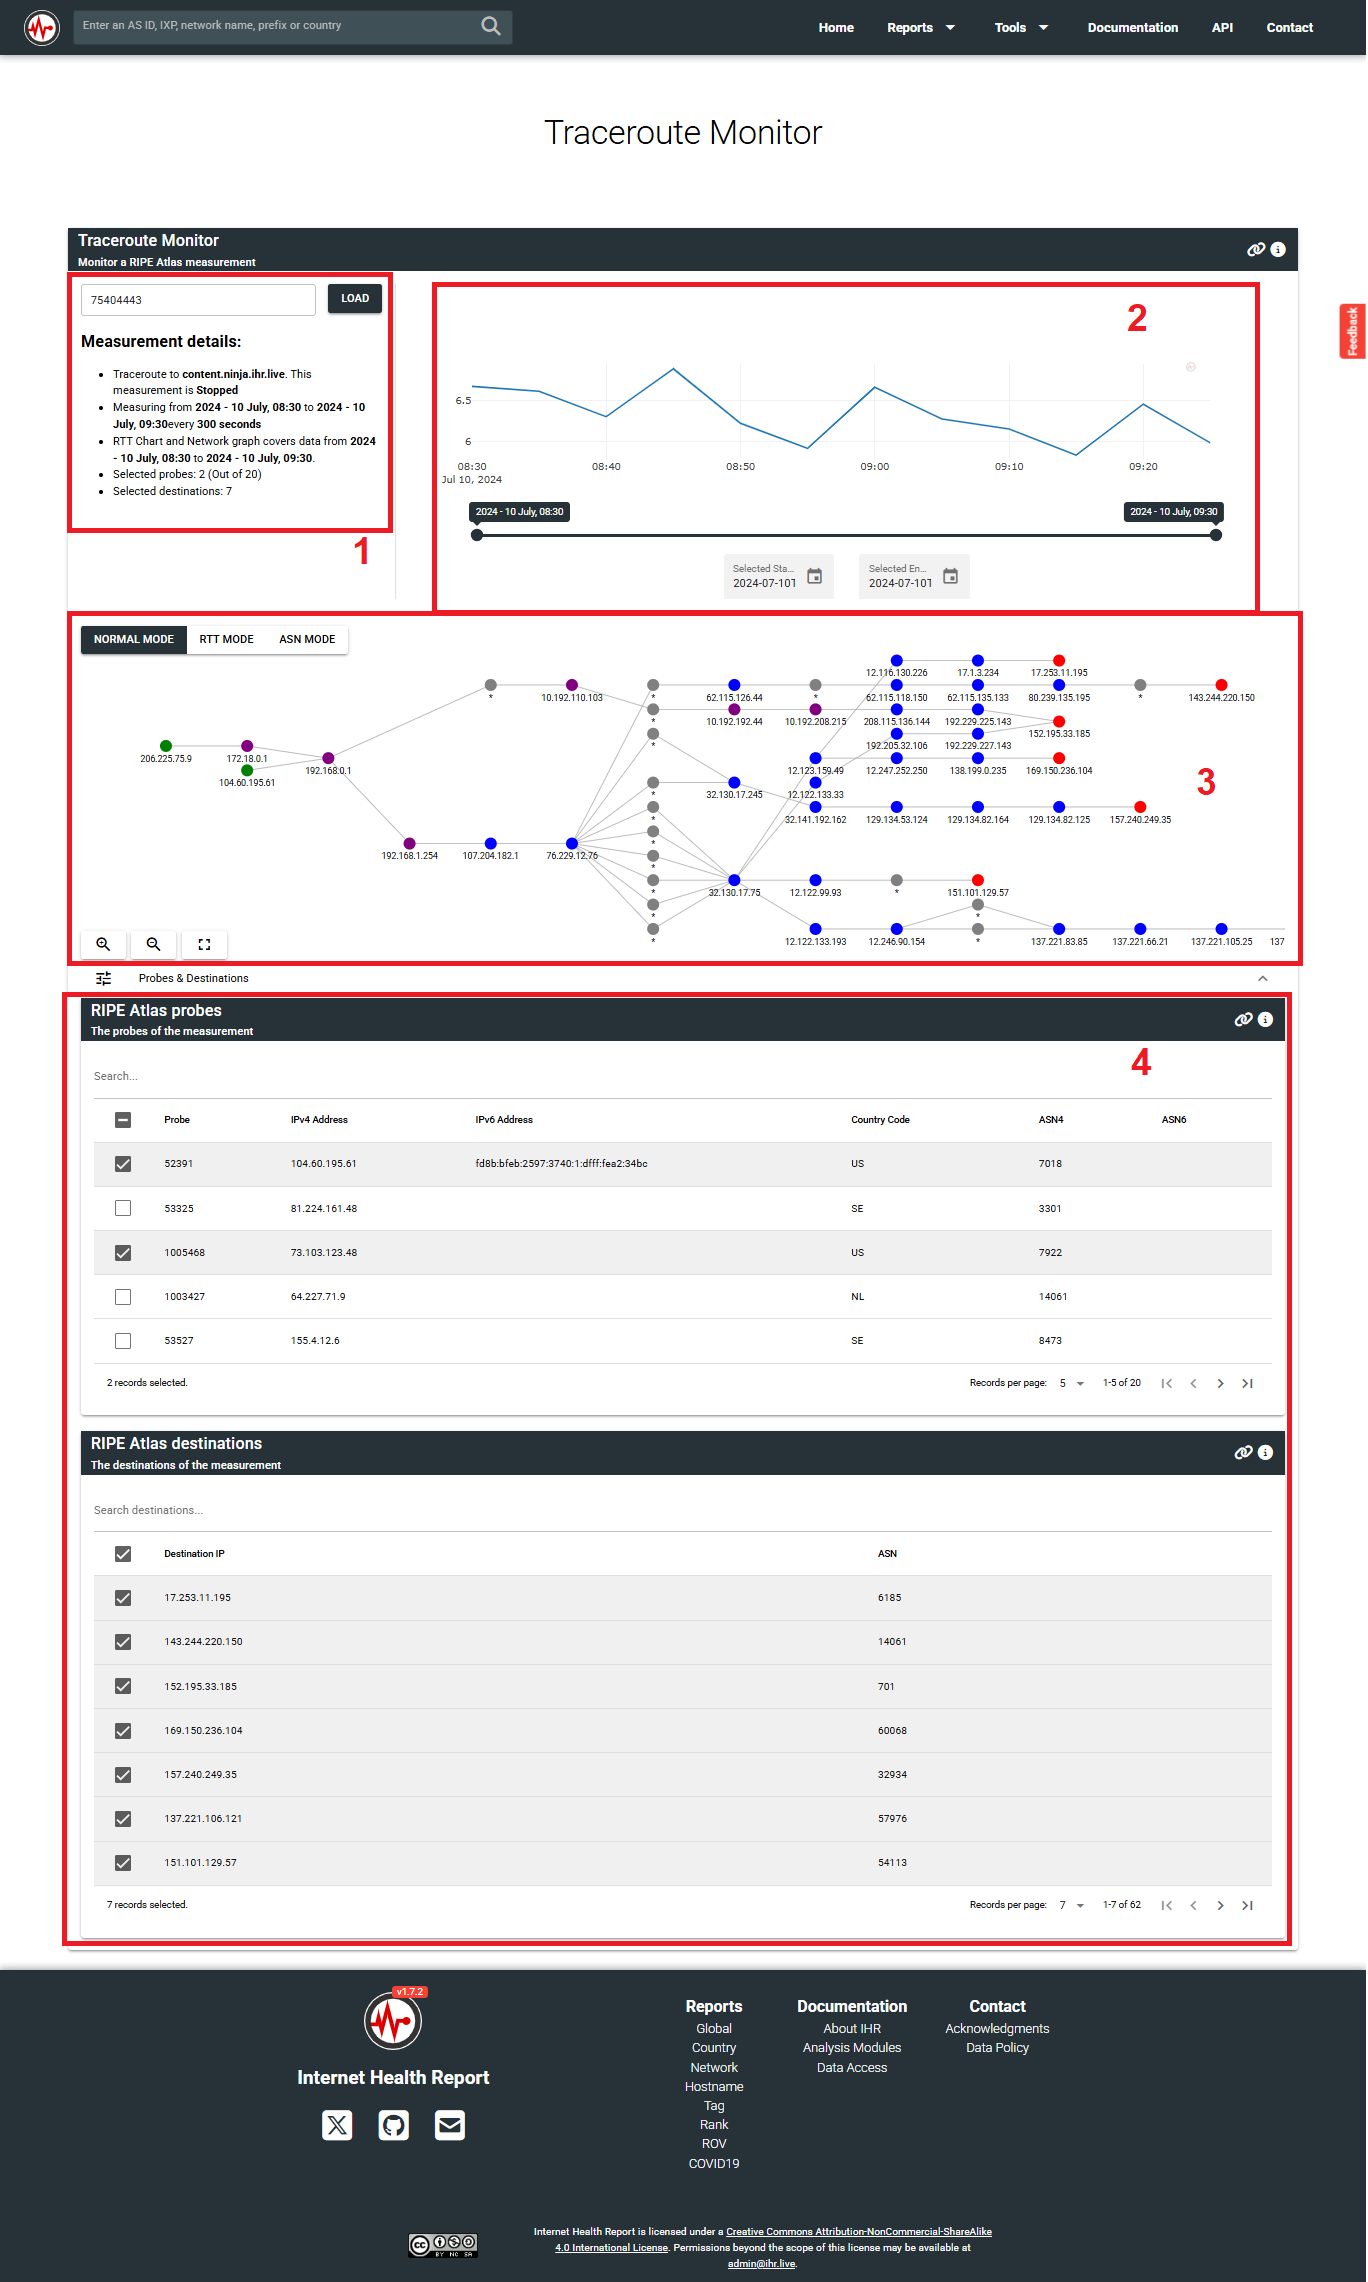 Enter an AS ID, IXP, network name, prefix or country
Home Reports Tools Documentation API Contact
Traceroute Monitor
Traceroute Monitor
Monitor a RIPE Atlas measurement
Feedback
75404443 LOAD
Measurement details:
Traceroute to content.ninja.ihr.live. This
measurement is Stopped
Measuring from 2024 - 10 July, 08:30 to 2024 - 10
July, 09:30every 300 seconds
RTT Chart and Network graph covers data from 2024
- 10 July, 08:30 to 2024 - 10 July, 09:30.
Selected probes: 2 (Out of 20)
Selected destinations: 7
1
2
6.5
6
08:30 08:40 08:50 09:00 09:10 09:20
Jul 10, 2024
2024 - 10 July, 08:30 2024 - 10 July, 09:30
Selected Sta... Selected En...
2024-07-10T 2024-07-10T
NORMAL MODE RTT MODE ASN MODE
12.116.130.226 17.1.3.234 17.253.11.195
* 10.192.110.103 * 62.115.126.44 * 62.115.118.150 62.115.135.133 80.239.135.195 * 143.244.220.150
* 10.192.192.44 10.192.208.215 208.115.136.144 192.229.225.143
152.195.33.185
* 192.205.32.106 192.229.227.143
206.225.75.9 172.18.0.1
192.168.0.1 12.123.159.49 12.247.252.250 138.199.0.235 169.150.236.104
104.60.195.61
3
* 32.130.17.245 12.122.133.33
* 32.141.192.162 129.134.53.124 129.134.82.164 129.134.82.125 157.240.249.35
*
192.168.1.254 107.204.182.1 76.229.12.76
*
* 32.130.17.75 12.122.99.93 * 151.101.129.57
* *
* 12.122.133.193 12.246.90.154 * 137.221.83.85 137.221.66.21 137.221.105.25 137
Probes & Destinations
RIPE Atlas probes
The probes of the measurement
4
Search...
Probe IPv4 Address IPv6 Address Country Code ASN4 ASN6
52391 104.60.195.61 fd8b:bfeb:2597:3740:1:dfff:fea2:34bc US 7018
53325 81.224.161.48 SE 3301
1005468 73.103.123.48 US 7922
1003427 64.227.71.9 NL 14061
53527 155.4.12.6 SE 8473
2 records selected. Records per page: 5 1-5 of 20
RIPE Atlas destinations
The destinations of the measurement
Search destinations...
Destination IP ASN
17.253.11.195 6185
143.244.220.150 14061
152.195.33.185 701
169.150.236.104 60068
157.240.249.35 32934
137.221.106.121 57976
151.101.129.57 54113
7 records selected. Records per page: 7 1-7 of 62
v1.7.2
Internet Health Report
Reports
Global
Country
Network
Hostname
Tag
Rank
ROV
COVID19
Documentation
About IHR
Analysis Modules
Data Access
Contact
Acknowledgments
Data Policy
cc
BY NC SA
Internet Health Report is licensed under a Creative Commons Attribution-NonCommercial-ShareAlike
4.0 International License. Permissions beyond the scope of this license may be available at
admin@ihr.live.